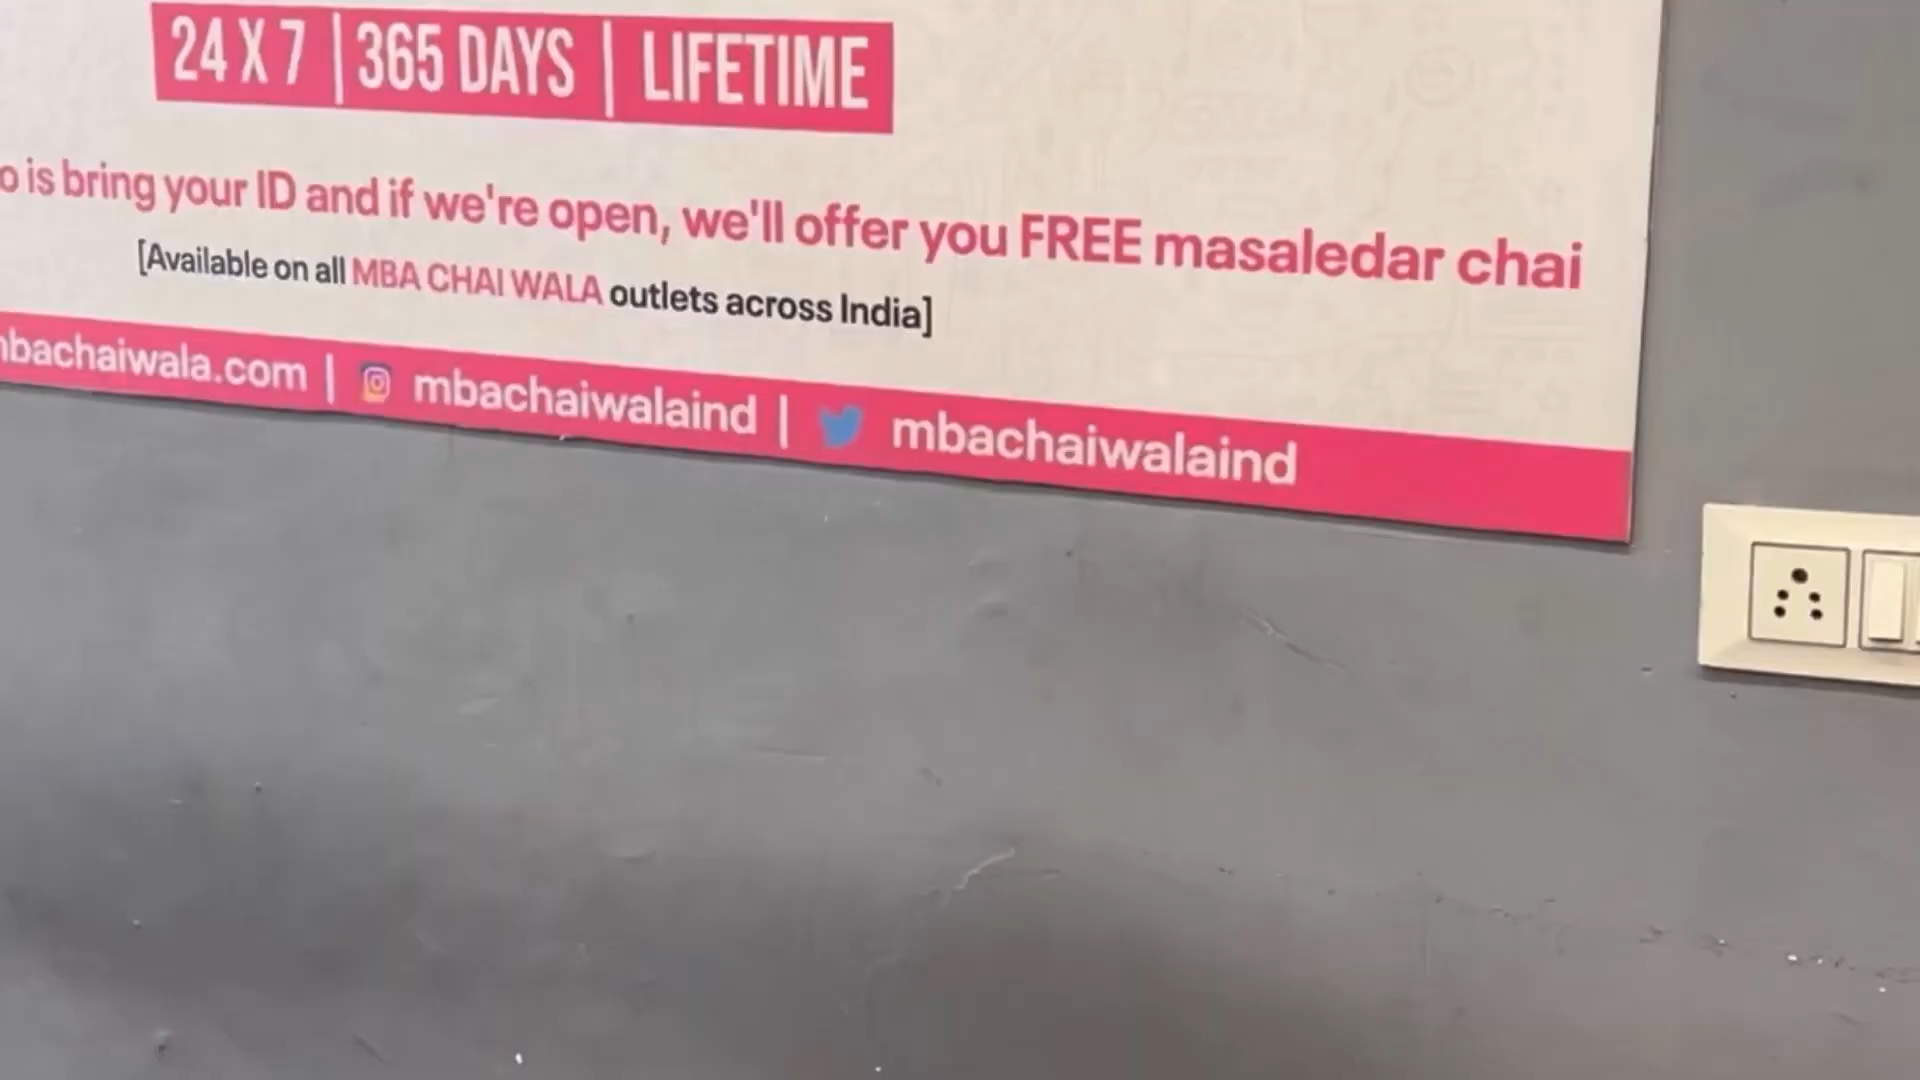 24 X 7 | 365 DAYS | LIFETIME
is bring your ID and if we're open, we'll offer you FREE masaledar chai
[Available on all MBA CHAI WALA outlets across India]
bachaiwala.com | mbachaiwalaind | mbachaiwalaind